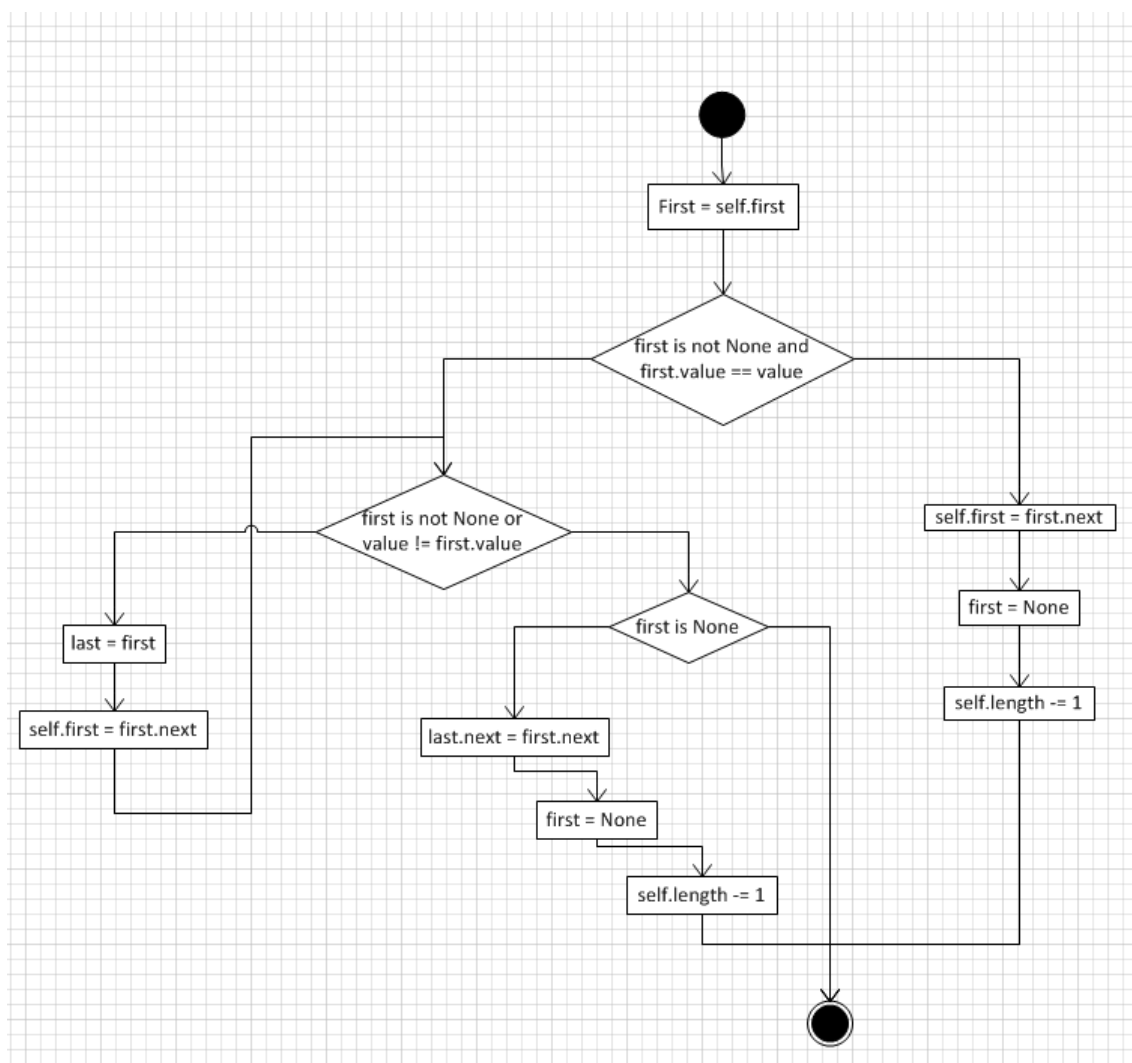 First = self.first
first is not None and
first.value == value
first is not None or
value != first.value
self.first = first.next
first = None
first is None
last = first
self.length -= 1
self.first = first.next
last.next = first.next
first = None
self.length -= 1